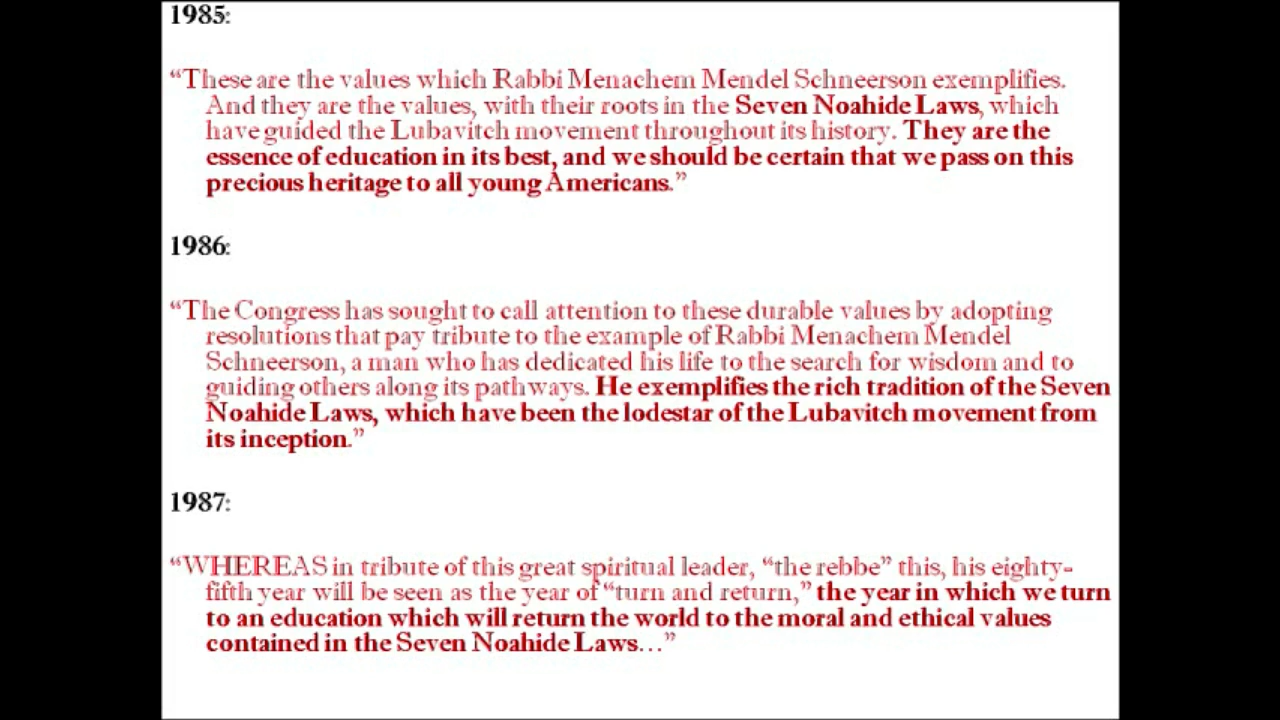 1985:
“These are the values which Rabbi Menachem Mendel Schneerson exemplifies.
And they are the values, with their roots in the Seven Noahide Laws, which
have guided the Lubavitch movement throughout its history. They are the
essence of education in its best, and we should be certain that we pass on this
precious heritage to all young Americans.”
1986:
“The Congress has sought to call attention to these durable values by adopting
resolutions that pay tribute to the example of Rabbi Menachem Mendel
Schneerson, a man who has dedicated his life to the search for wisdom and to
guiding others along its pathways. He exemplifies the rich tradition of the Seven
Noahide Laws, which have been the lodestar of the Lubavitch movement from
its inception.”
1987:
“WHEREAS in tribute of this great spiritual leader, “the rebbe” this, his eighty-
fifth year will be seen as the year of “turn and return,” the year in which we turn
to an education which will return the world to the moral and ethical values
contained in the Seven Noahide Laws…”